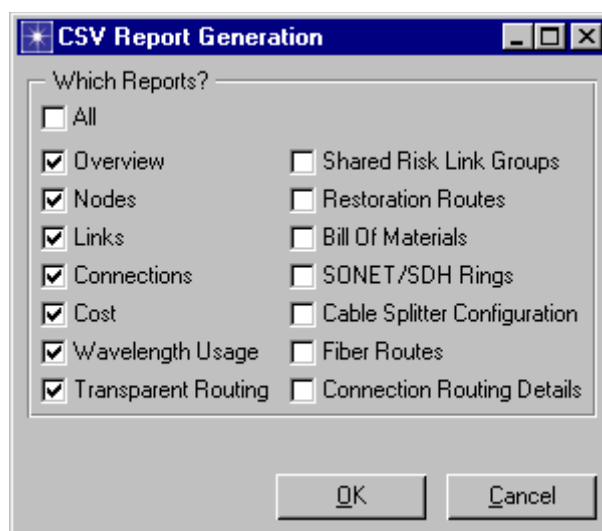 CSV Report Generation
Which Reports?
All
Overview
Shared Risk Link Groups
Nodes
Restoration Routes
Links
Bill Of Materials
Connections
SONET/SDH Rings
Cost
Cable Splitter Configuration
Wavelength Usage
Fiber Routes
Transparent Routing
Connection Routing Details
OK
Cancel